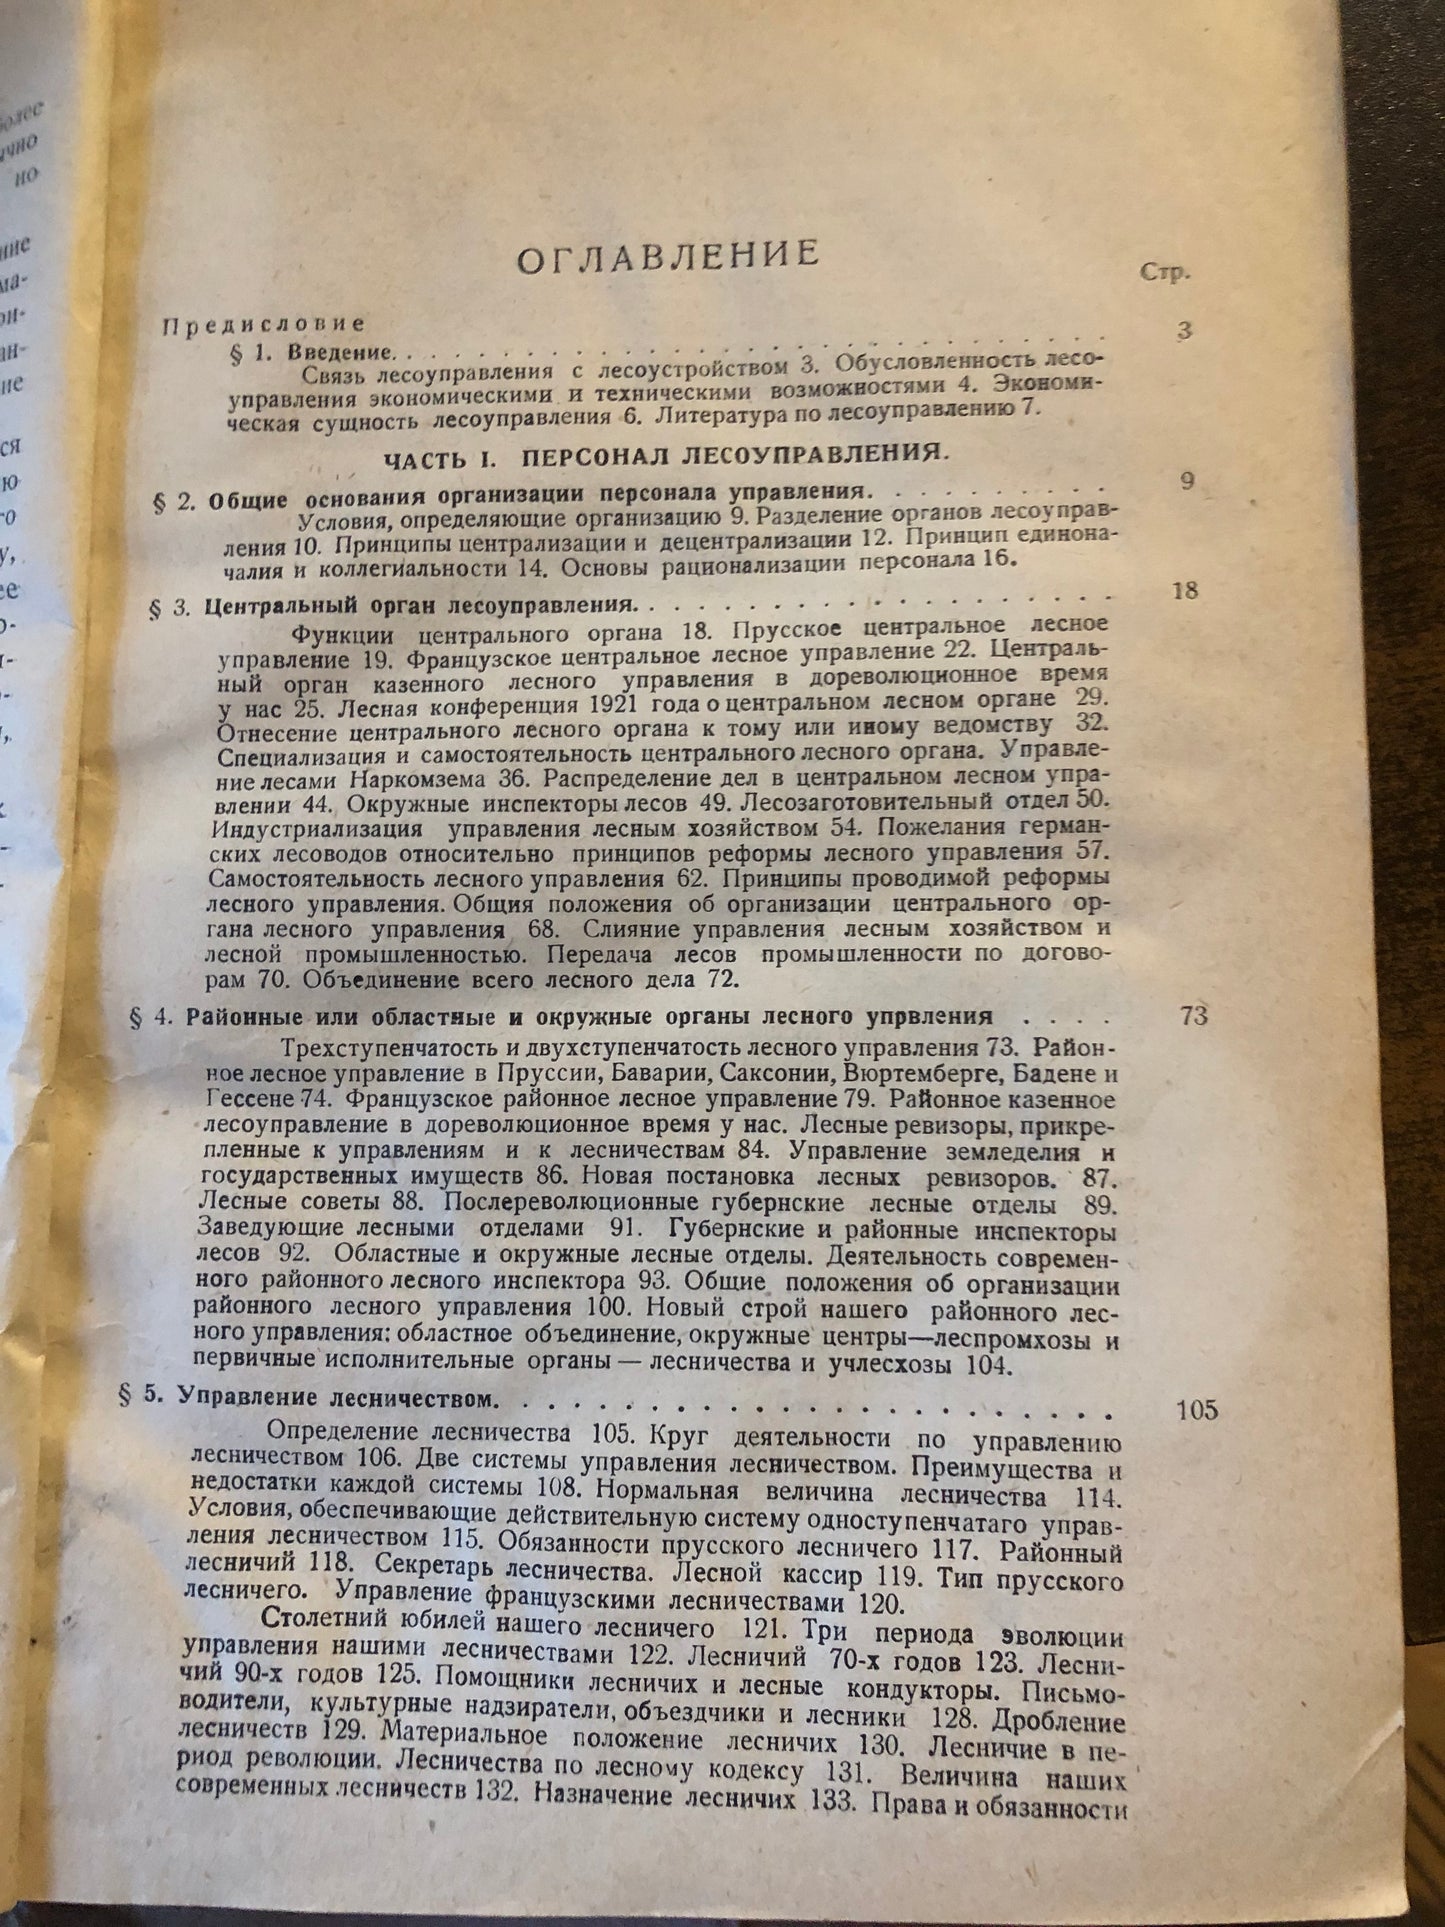 более
но
ние
ма-
ан-
ние
ся
ю
го
у,
ее
ОГЛАВЛЕНИЕ
Стр.
Предисловие
§ 1. Введение. . . . . . . . . . . . . . . . . . . . . . . . 3
Связь лесоуправления с лесоустройством 3. Обусловленность лесо-
управления экономическими и техническими возможностями 4. Экономи-
ческая сущность лесоуправления 6. Литература по лесоуправлению 7.
ЧАСТЬ I. ПЕРСОНАЛ ЛЕСОУПРАВЛЕНИЯ.
§ 2. Общие основания организации персонала управления. . . . . . . . . . 9
Условия, определяющие организацию 9. Разделение органов лесоуправ-
ления 10. Принципы централизации и децентрализации 12. Принцип единона-
чалия и коллегиальности 14. Основы рационализации персонала 16.
§ 3. Центральный орган лесоуправления. . . . . . . . . . . . . . . . . 18
Функции центрального органа 18. Прусское центральное лесное
управление 19. Французское центральное лесное управление 22. Централь-
ный орган казенного лесного управления в дореволюционное время
у нас 25. Лесная конференция 1921 года о центральном лесном органе 29.
Отнесение центрального лесного органа к тому или иному ведомству 32.
Специализация и самостоятельность центрального лесного органа. Управле-
ние лесами Наркомзема 36. Распределение дел в центральном лесном упра-
влении 44. Окружные инспекторы лесов 49. Лесозаготовительный отдел 50.
Индустриализация управления лесным хозяйством 54. Пожелания герман-
ских лесоводов относительно принципов реформы лесного управления 57.
Самостоятельность лесного управления 62. Принципы проводимой реформы
лесного управления. Общия положения об организации центрального ор-
гана лесного управления 68. Слияние управления лесным хозяйством и
лесной промышленностью. Передача лесов промышленности по догово-
рам 70. Объединение всего лесного дела 72.
§ 4. Районные или областные и окружные органы лесного упрвления . . . . 73
Трехступенчатость и двухступенчатость лесного управления 73. Район-
ное лесное управление в Пруссии, Баварии, Саксонии, Вюртемберге, Бадене и
Гессене 74. Французское районное лесное управление 79. Районное казенное
лесоуправление в дореволюционное время у нас. Лесные ревизоры, прикре-
пленные к управлениям и к лесничествам 84. Управление земледелия и
государственных имуществ 86. Новая постановка лесных ревизоров. 87.
Лесные советы 88. Послереволюционные губернские лесные отделы 89.
Заведующие лесными отделами 91. Губернские и районные инспекторы
лесов 92. Областные и окружные лесные отделы. Деятельность современ-
ного районного лесного инспектора 93. Общие положения об организации
районного лесного управления 100. Новый строй нашего районного лес-
ного управления: областное объединение, окружные центры—леспромхозы и
первичные исполнительные органы — лесничества и учлесхозы 104.
§ 5. Управление лесничеством. . . . . . . . . . . . . . . . . . . . . . 105
Определение лесничества 105. Круг деятельности по управлению
лесничеством 106. Две системы управления лесничеством. Преимущества и
недостатки каждой системы 108. Нормальная величина лесничества 114.
Условия, обеспечивающие действительную систему одноступенчатаго управ-
ления лесничеством 115. Обязанности прусского лесничего 117. Районный
лесничий 118. Секретарь лесничества. Лесной кассир 119. Тип прусского
лесничего. Управление французскими лесничествами 120.
Столетний юбилей нашего лесничего 121. Три периода эволюции
управления нашими лесничествами 122. Лесничий 70-х годов 123. Лесни-
чий 90-х годов 125. Помощники лесничих и лесные кондукторы. Письмо-
водители, культурные надзиратели, объездчики и лесники 128. Дробление
лесничеств 129. Материальное положение лесничих 130. Лесничие в пе-
риод революции. Лесничества по лесному кодексу 131. Величина наших
современных лесничеств 132. Назначение лесничих 133. Права и обязанности